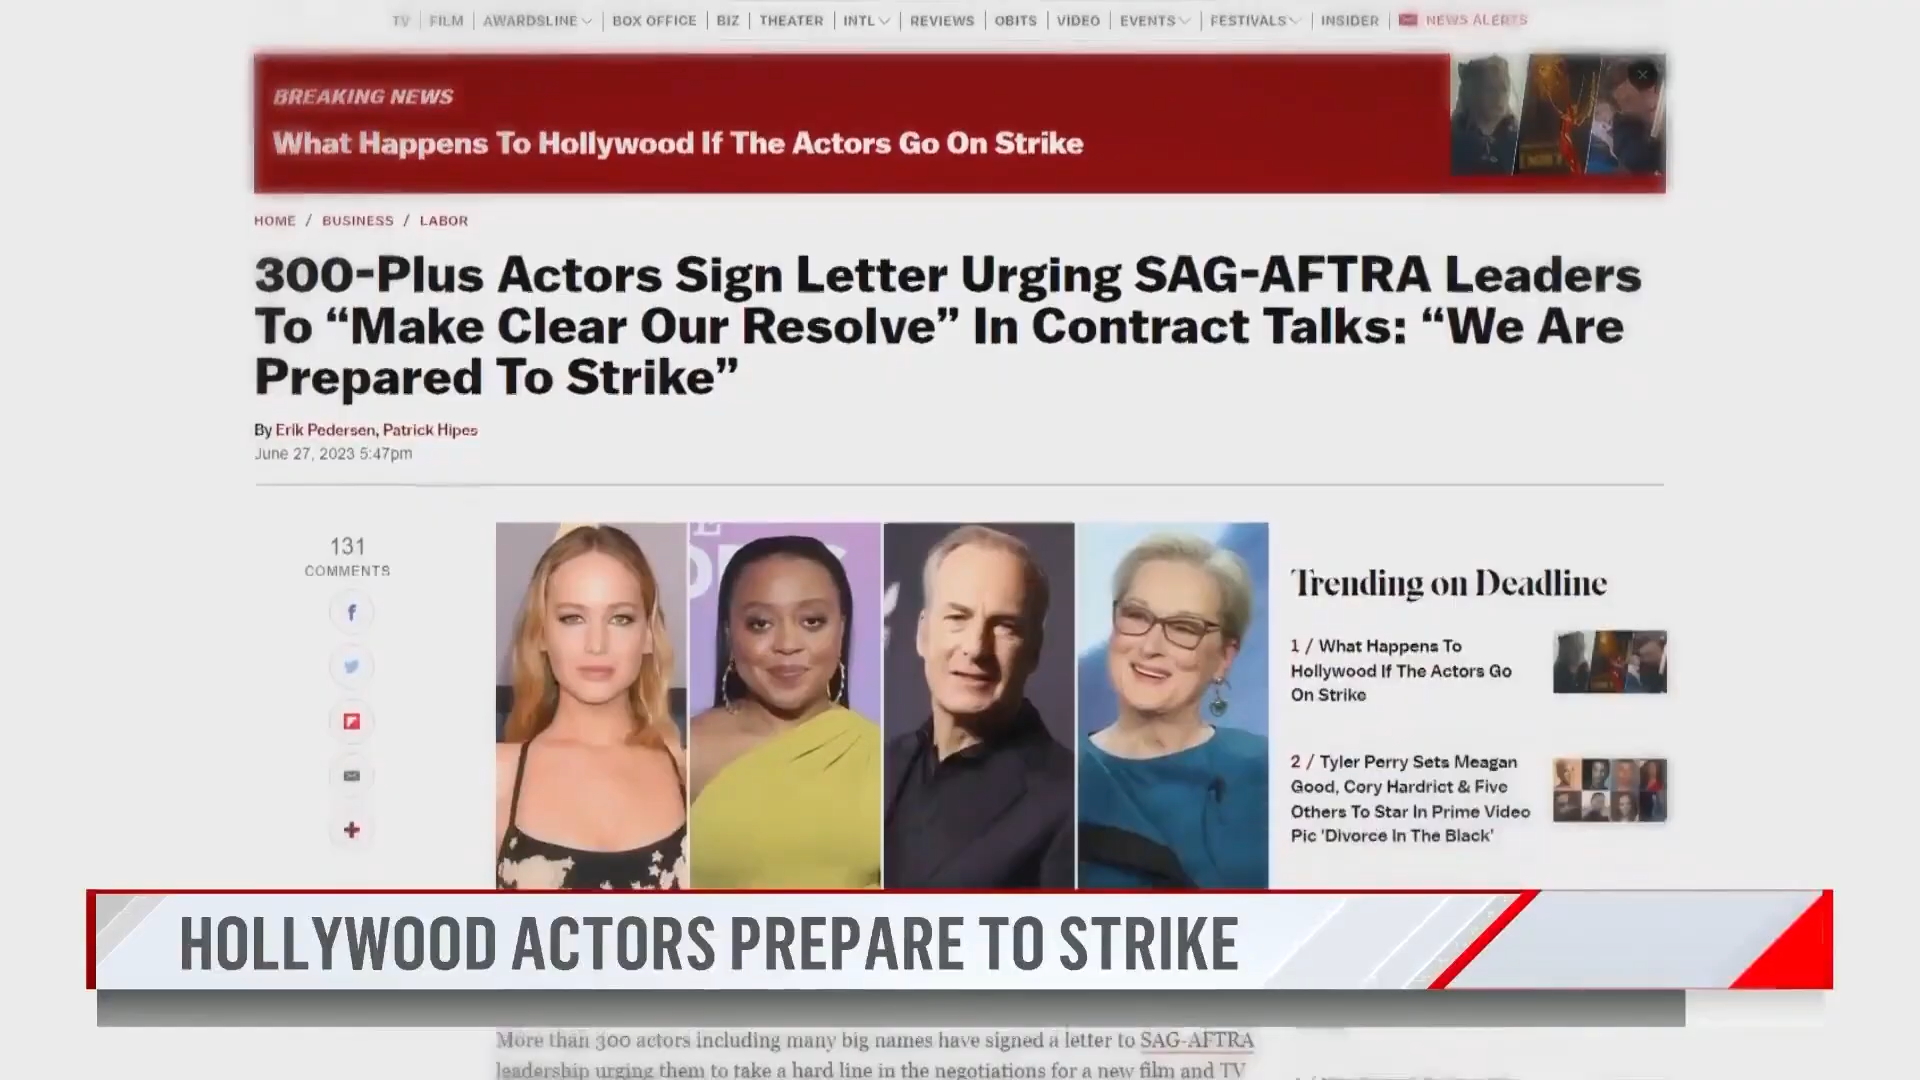 TV | FILM | AWARDSLINE | BOX OFFICE | BIZ | THEATER | INTL | REVIEWS | OBITS | VIDEO | EVENTS | FESTIVALS | INSIDER | NEWS ALERTS
BREAKING NEWS
What Happens To Hollywood If The Actors Go On Strike
HOME / BUSINESS / LABOR
300-Plus Actors Sign Letter Urging SAG-AFTRA Leaders
To “Make Clear Our Resolve” In Contract Talks: “We Are
Prepared To Strike”
By Erik Pedersen, Patrick Hipes
June 27, 2023 5:47pm
131
COMMENTS
Trending on Deadline
1 / What Happens To
Hollywood If The Actors Go
On Strike
2 / Tyler Perry Sets Meagan
Good, Cory Hardrict & Five
Others To Star In Prime Video
Pic 'Divorce In The Black'
HOLLYWOOD ACTORS PREPARE TO STRIKE
More than 300 actors including many big names have signed a letter to SAG-AFTRA
leadership urging them to take a hard line in the negotiations for a new film and TV